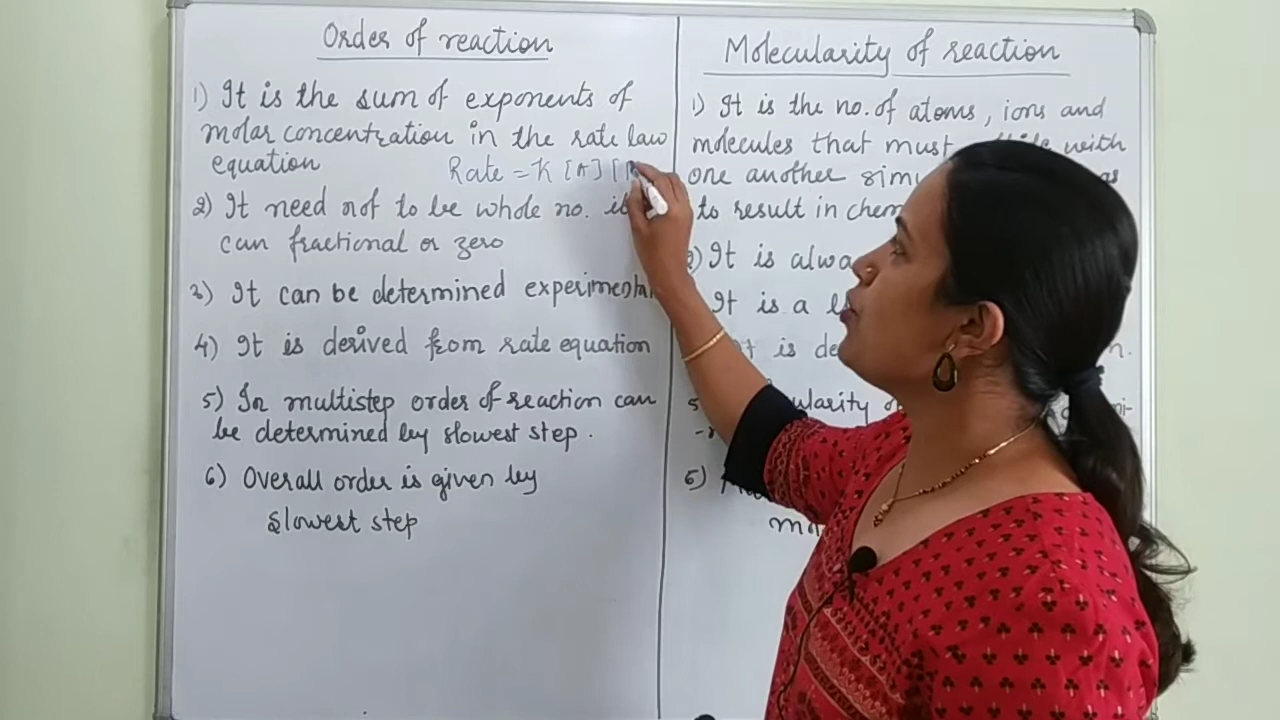 Order of reaction
1) It is the sum of exponents of
molar concentration in the rate law
equation
Rate = K [A] [
2) It need not to be whole no. it
can fractional or zero
3) It can be determined experimental
4) It is derived from rate equation
5) In multistep order of reaction can
be determined by slowest step.
6) Overall order is given by
slowest step
Molecularity of reaction
1) It is the no. of atoms, ions and
molecules that must with
one another
to result in
2) It is
It is a
is
5
6)